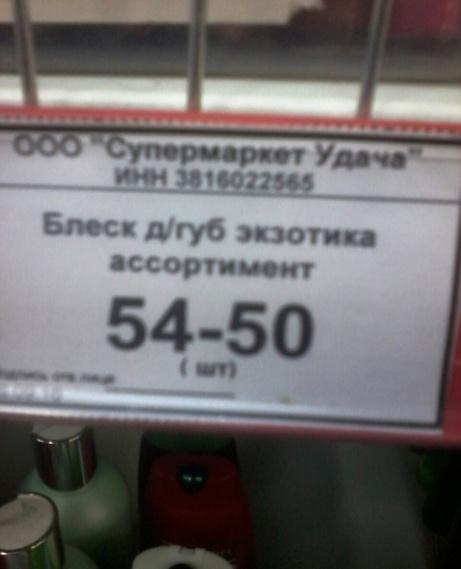 ООО "Супермаркет Удача"
ИНН 3816022565
Блеск д/губ экзотика
ассортимент
54-50
( шт)